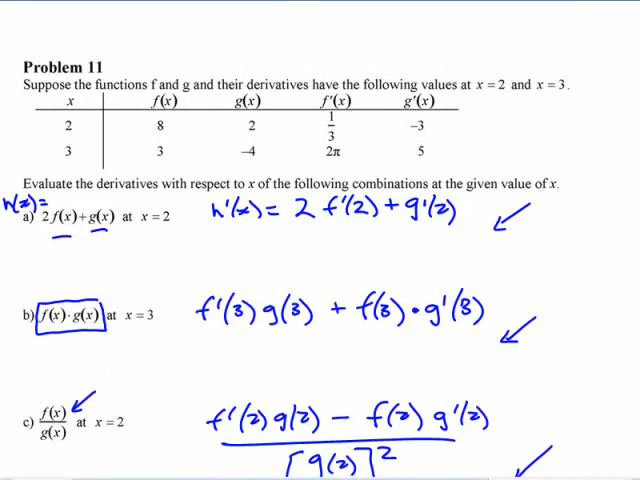 Problem 11
Suppose the functions f and g and their derivatives have the following values at x = 2 and x = 3.
x f(x) g(x) f'(x) g'(x)
2 8 2 1/3 –3
3 3 –4 2π 5
Evaluate the derivatives with respect to x of the following combinations at the given value of x.
h(x)=
a) 2f(x)+g(x) at x = 2 h'(x) = 2 f'(2) + g'(2)
b) f(x)·g(x) at x = 3 f'(3) g(3) + f(3) • g'(3)
c) f(x)/g(x) at x = 2 f'(2) g(2) – f(2) g'(2)
[g(2)]²